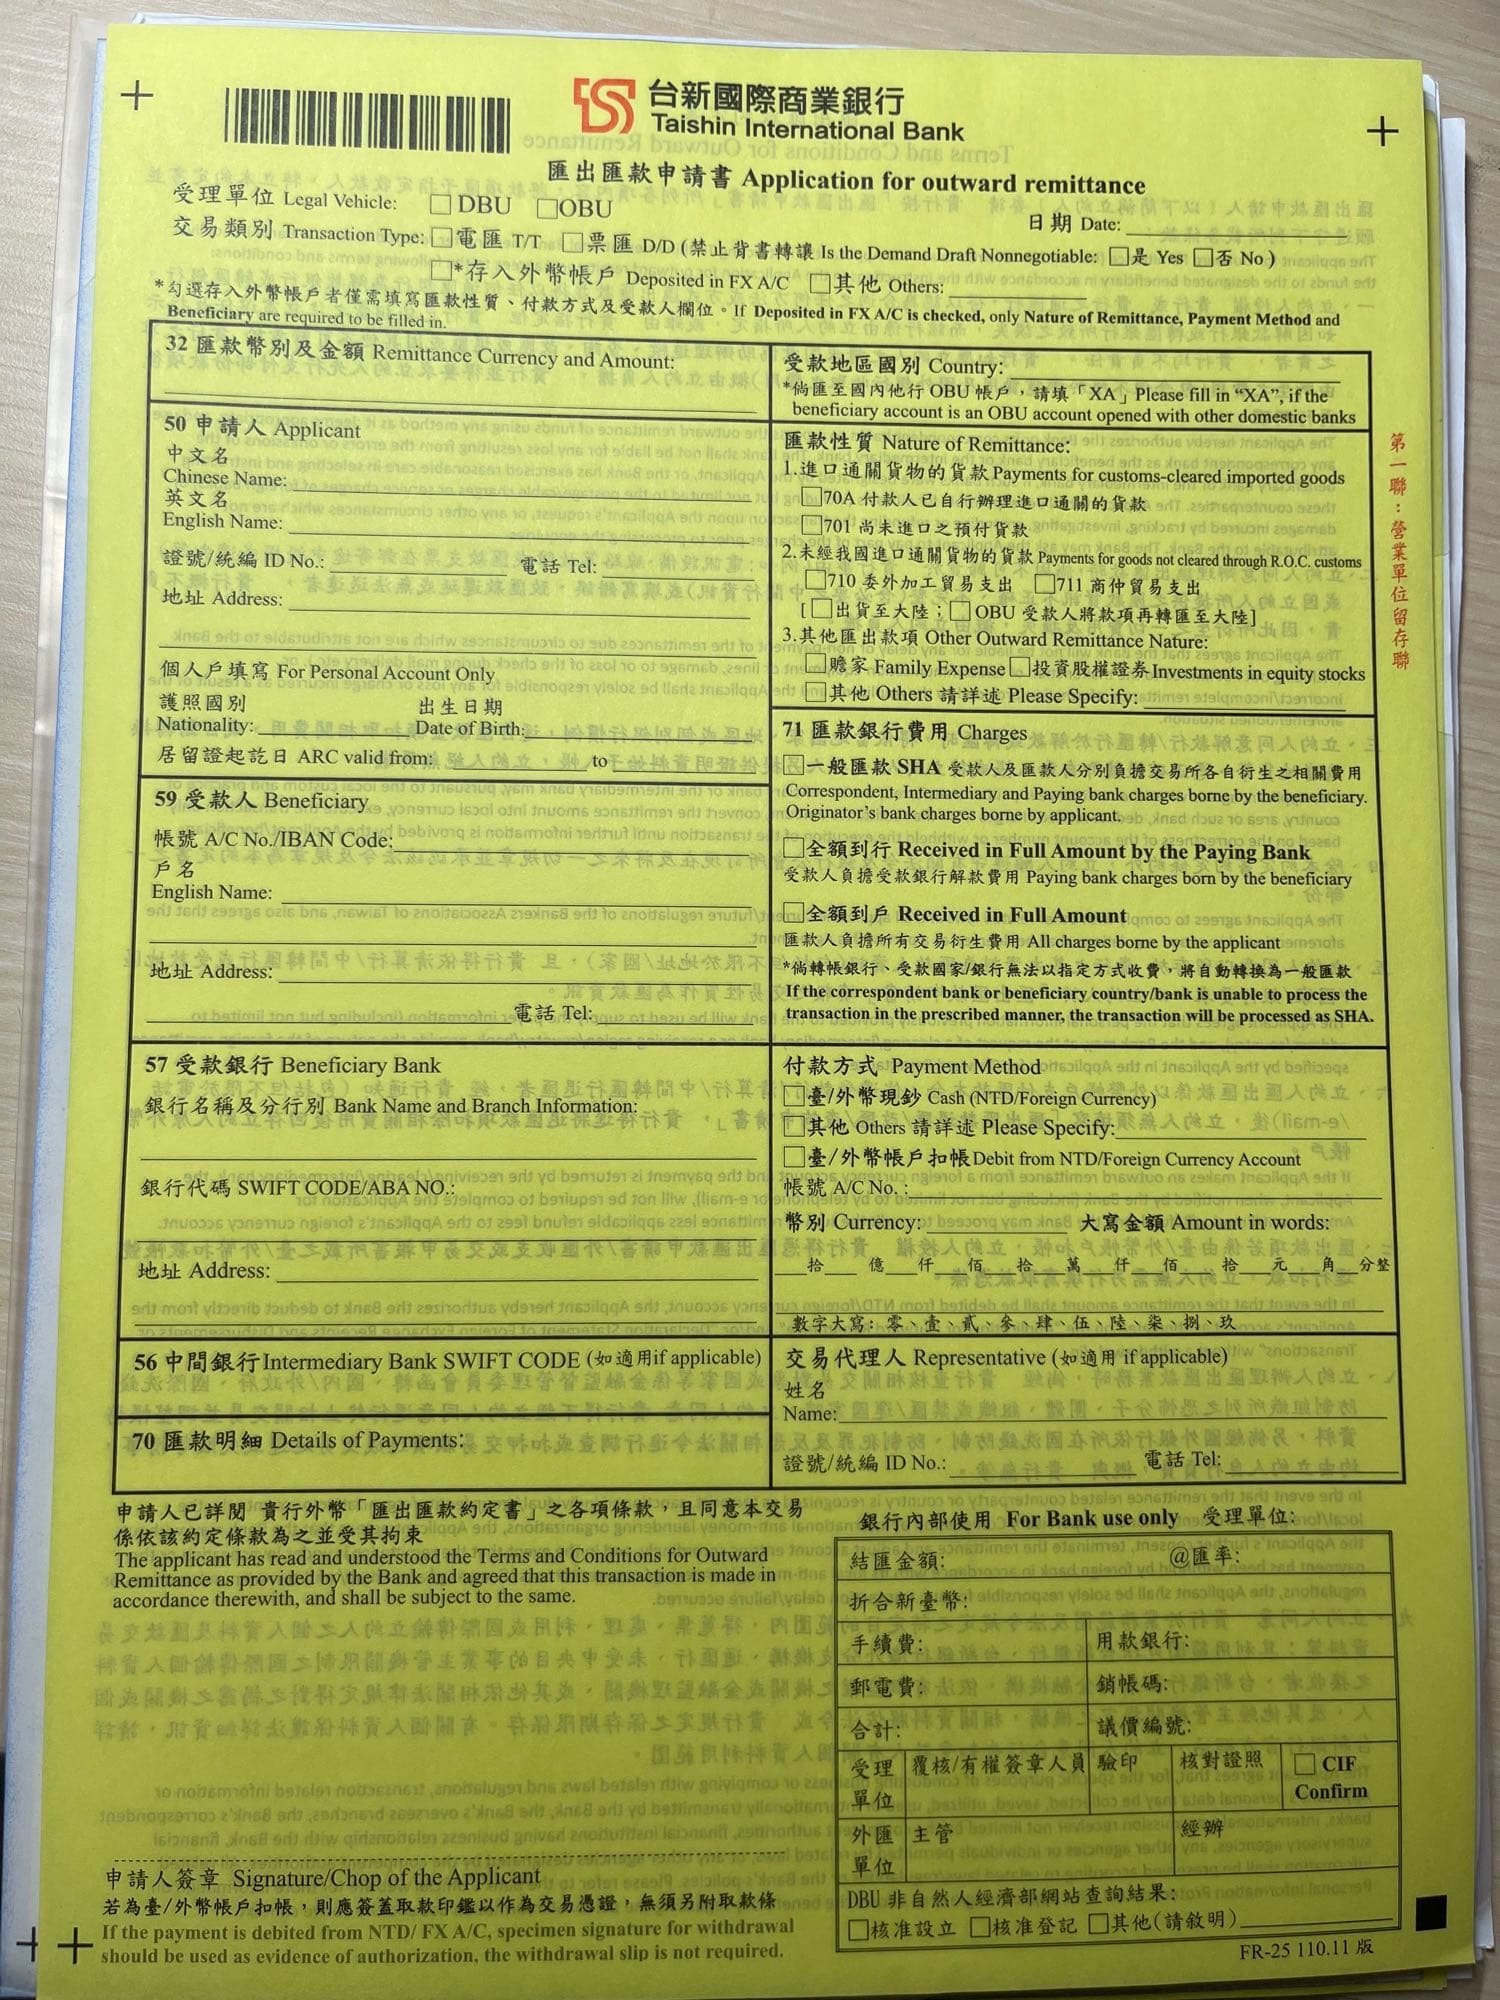 台新國際商業銀行
Taishin International Bank
匯出匯款申請書 Application for outward remittance
受理單位 Legal Vehicle: □DBU □OBU
日期 Date:
交易類別 Transaction Type: □電匯 T/T □票匯 D/D (禁止背書轉讓 Is the Demand Draft Nonnegotiable: □是 Yes □否 No)
□*存入外幣帳戶 Deposited in FX A/C □其他 Others:
*勾選存入外幣帳戶者僅需填寫匯款性質、付款方式及受款人欄位。If Deposited in FX A/C is checked, only Nature of Remittance, Payment Method and
Beneficiary are required to be filled in.
32 匯款幣別及金額 Remittance Currency and Amount:
50 申請人 Applicant
中文名
Chinese Name:
英文名
English Name:
證號/統編 ID No.: 電話 Tel:
地址 Address:
個人戶填寫 For Personal Account Only
護照國別 出生日期
Nationality: Date of Birth:
居留證起訖日 ARC valid from: to
59 受款人 Beneficiary
帳號 A/C No./IBAN Code:
戶名
English Name:
地址 Address:
電話 Tel:
57 受款銀行 Beneficiary Bank
銀行名稱及分行別 Bank Name and Branch Information:
銀行代碼 SWIFT CODE/ABA NO.:
地址 Address:
56 中間銀行Intermediary Bank SWIFT CODE (如適用if applicable)
70 匯款明細 Details of Payments:
受款地區國別 Country:
*倘匯至國內他行 OBU 帳戶，請填「XA」Please fill in “XA”, if the
beneficiary account is an OBU account opened with other domestic banks
匯款性質 Nature of Remittance:
1.進口通關貨物的貨款Payments for customs-cleared imported goods
□70A 付款人已自行辦理進口通關的貨款
□701 尚未進口之預付貨款
2.未經我國進口通關貨物的貨款 Payments for goods not cleared through R.O.C. customs
□710 委外加工貿易支出 □711 商仲貿易支出
[□出貨至大陸；□OBU 受款人將款項再轉匯至大陸]
3.其他匯出款項 Other Outward Remittance Nature:
□贍家 Family Expense □投資股權證券Investments in equity stocks
□其他 Others 請詳述 Please Specify:
71 匯款銀行費用 Charges
□一般匯款 SHA 受款人及匯款人分別負擔交易所各自衍生之相關費用
Correspondent, Intermediary and Paying bank charges borne by the beneficiary.
Originator's bank charges borne by applicant.
□全額到行 Received in Full Amount by the Paying Bank
受款人負擔受款銀行解款費用 Paying bank charges born by the beneficiary
□全額到戶 Received in Full Amount
匯款人負擔所有交易衍生費用 All charges borne by the applicant
*倘轉帳銀行、受款國家/銀行無法以指定方式收費，將自動轉換為一般匯款
If the correspondent bank or beneficiary country/bank is unable to process the
transaction in the prescribed manner, the transaction will be processed as SHA.
付款方式 Payment Method
□臺/外幣現鈔 Cash (NTD/Foreign Currency)
□其他 Others 請詳述 Please Specify:
□臺/外幣帳戶扣帳Debit from NTD/Foreign Currency Account
帳號 A/C No. :
幣別 Currency: 大寫金額 Amount in words:
拾 億 仟 佰 拾 萬 仟 佰 拾 元 角 分整
數字大寫：零、壹、貳、參、肆、伍、陸、柒、捌、玖
交易代理人 Representative (如適用 if applicable)
姓名
Name:
證號/統編 ID No.: 電話 Tel:
第一聯：營業單位留存聯
申請人已詳閱 貴行外幣「匯出匯款約定書」之各項條款，且同意本交易
係依該約定條款為之並受其拘束
The applicant has read and understood the Terms and Conditions for Outward
Remittance as provided by the Bank and agreed that this transaction is made in
accordance therewith, and shall be subject to the same.
申請人簽章 Signature/Chop of the Applicant
若為臺/外幣帳戶扣帳，則應簽蓋取款印鑑以作為交易憑證，無須另附取款條
If the payment is debited from NTD/ FX A/C, specimen signature for withdrawal
should be used as evidence of authorization, the withdrawal slip is not required.
銀行內部使用 For Bank use only 受理單位:
結匯金額: @匯率:
折合新臺幣:
手續費: 用款銀行:
郵電費: 銷帳碼:
合計: 議價編號:
受理單位 覆核/有權簽章人員 驗印 核對證照 □ CIF Confirm
外匯單位 主管 經辦
DBU 非自然人經濟部網站查詢結果:
□核准設立 □核准登記 □其他(請敘明)
FR-25 110.11 版